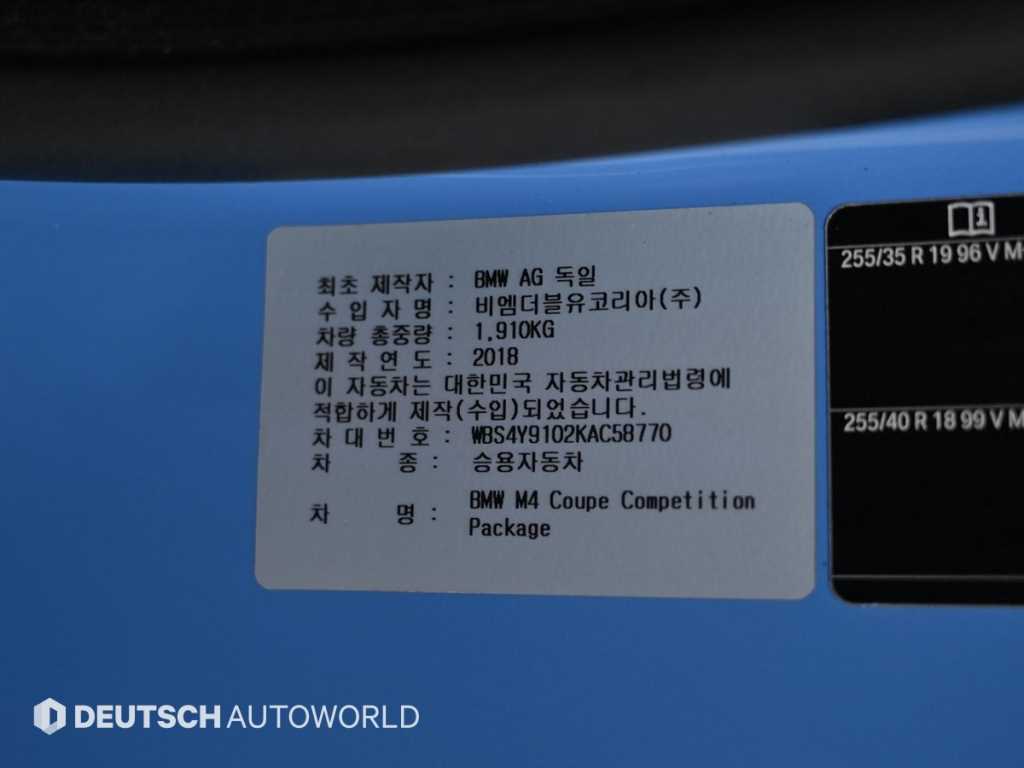 최초 제작자 : BMW AG 독일
수 입 자 명 : 비엠더블유코리아(주)
차량 총중량 : 1,910KG
제 작 연 도 : 2018
이 자동차는 대한민국 자동차관리법령에
적합하게 제작(수입)되었습니다.
차 대 번 호 : WBS4Y9102KAC58770
차 종 : 승용자동차
차 명 : BMW M4 Coupe Competition
Package
255/35 R 19 96 V M
255/40 R 18 99 V M
DEUTSCH AUTOWORLD